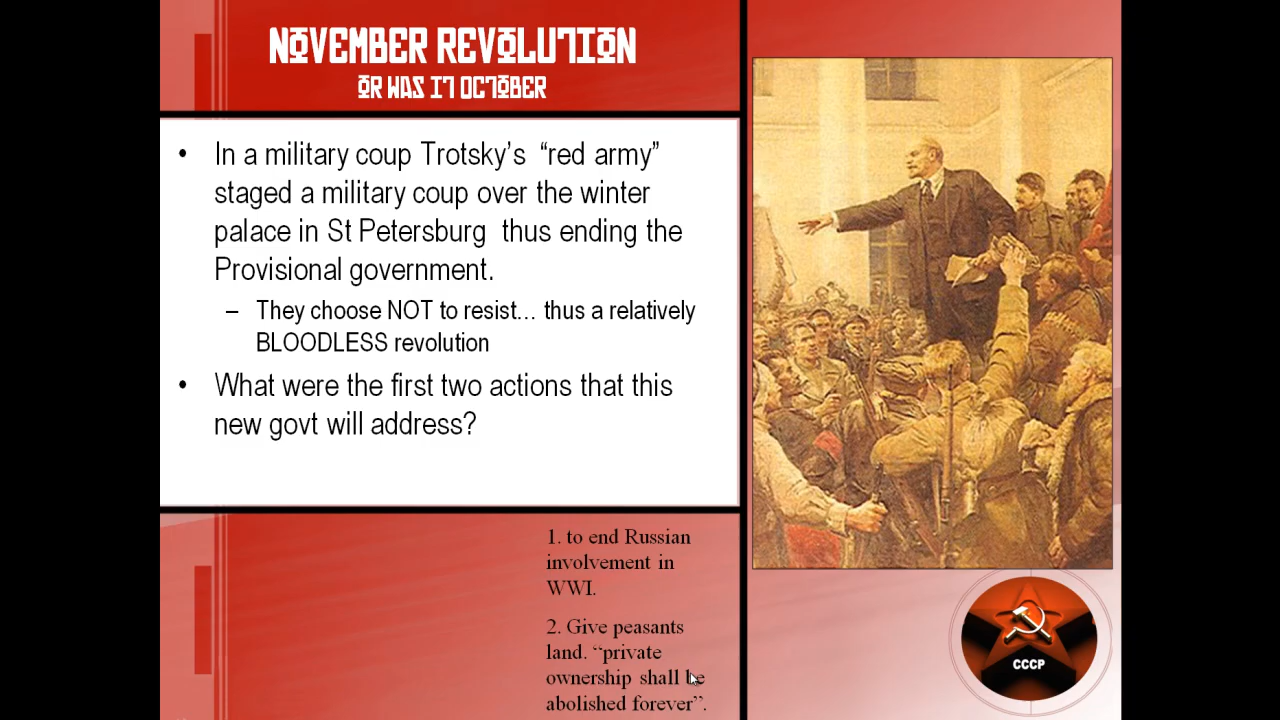 NOVEMBER REVOLUTION
OR WAS IT OCTOBER
• In a military coup Trotsky’s “red army”
staged a military coup over the winter
palace in St Petersburg thus ending the
Provisional government.
– They choose NOT to resist… thus a relatively
BLOODLESS revolution
• What were the first two actions that this
new govt will address?
1. to end Russian
involvement in
WWI.
2. Give peasants
land. “private
ownership shall be
abolished forever”.
СССР